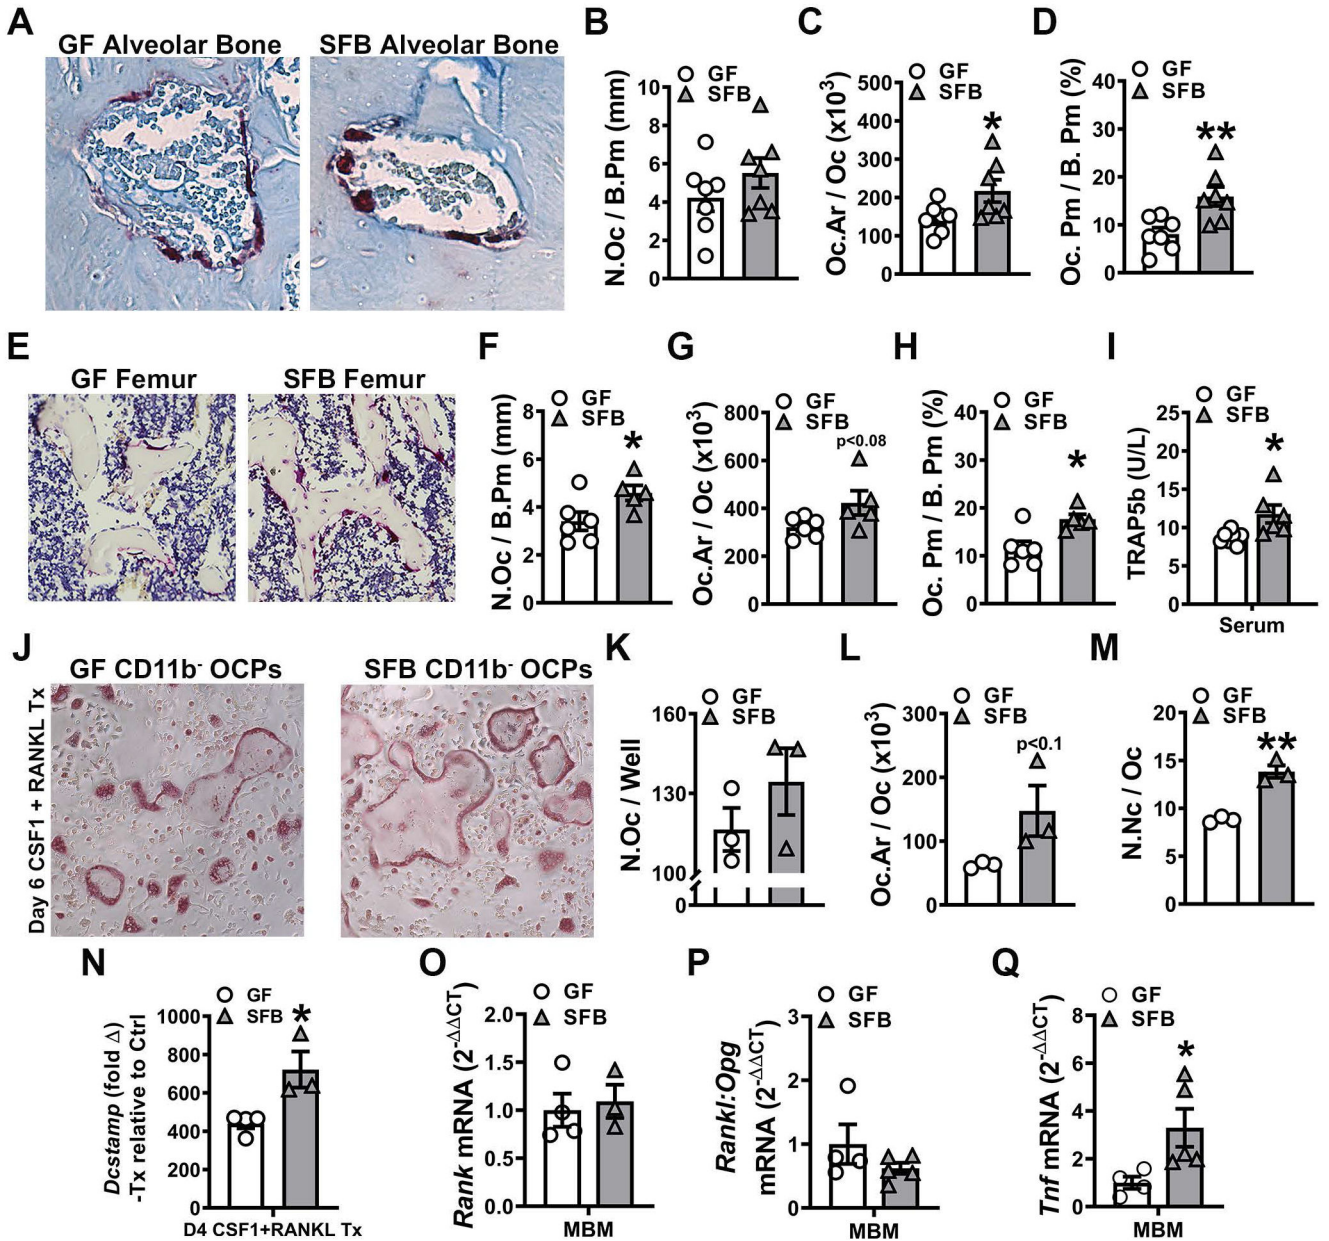 A
GF Alveolar Bone
SFB Alveolar Bone
B
N.Oc / B.Pm (mm)
GF
SFB
10
8
6
4
2
0
C
Oc.Ar / Oc (x10³)
GF
SFB
500
400
300
200
100
0
*
D
Oc. Pm / B. Pm (%)
GF
SFB
40
30
20
10
0
**
E
GF Femur
SFB Femur
F
N.Oc / B.Pm (mm)
GF
SFB
8
6
4
2
0
*
G
Oc.Ar / Oc (x10³)
GF
SFB
800
600
400
200
0
p<0.08
H
Oc. Pm / B. Pm (%)
GF
SFB
40
30
20
10
0
*
I
TRAP5b (U/L)
GF
SFB
25
20
15
10
5
0
*
Serum
J
Day 6 CSF1 + RANKL Tx
GF CD11b⁻ OCPs
SFB CD11b⁻ OCPs
K
N.Oc / Well
GF
SFB
160
130
100
0
L
Oc.Ar / Oc (x10³)
GF
SFB
300
200
100
0
p<0.1
M
N.Nc / Oc
GF
SFB
20
15
10
5
0
**
N
Dcstamp (fold Δ)
-Tx relative to Ctrl
GF
SFB
1000
800
600
400
200
0
*
D4 CSF1+RANKL Tx
O
Rank mRNA (2^-ΔΔCT)
GF
SFB
2.0
1.5
1.0
0.5
0.0
MBM
P
Rankl:Opg
mRNA (2^-ΔΔCT)
GF
SFB
3
2
1
0
MBM
Q
Tnf mRNA (2^-ΔΔCT)
GF
SFB
8
6
4
2
0
*
MBM